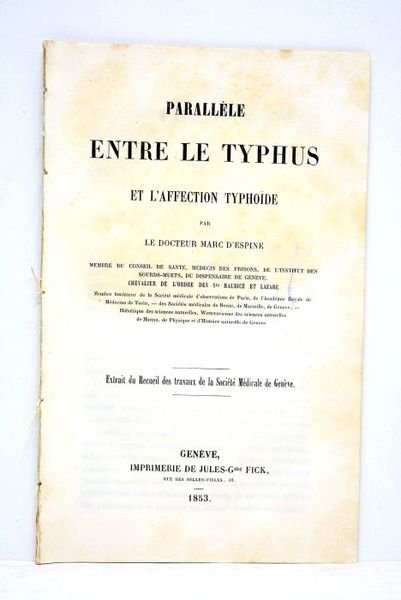 PARALLÈLE
ENTRE LE TYPHUS
ET L'AFFECTION TYPHOÏDE
PAR
LE DOCTEUR MARC D'ESPINE
MEMBRE DU CONSEIL DE SANTÉ, MÉDECIN DES PRISONS, DE L'INSTITUT DES
SOURDS-MUETS, DU DISPENSAIRE DE GENÈVE,
CHEVALIER DE L'ORDRE DES Sts MAURICE ET LAZARE
Membre fondateur de la Société médicale d'observations de Paris, de l'Académie Royale de
Médecine de Turin, — des Sociétés médicales de Berne, de Marseille, de Genève; —
Helvétique des sciences naturelles, Wetteravienne des sciences naturelles
de Hanau, de Physique et d'Histoire naturelle de Genève.
Extrait du Recueil des travaux de la Société Médicale de Genève.
GENÈVE,
IMPRIMERIE DE JULES-Gme FICK,
RUE DES BELLES-FILLES,
1853.